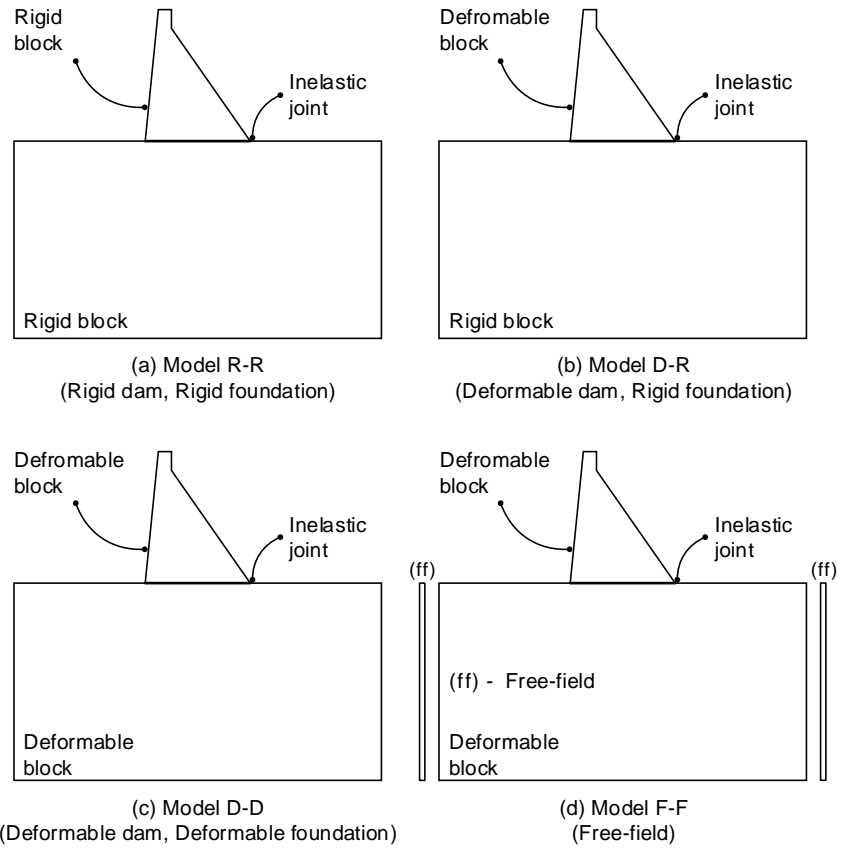 Rigid
block
Inelastic
joint
Rigid block
(a) Model R-R
(Rigid dam, Rigid foundation)
Defromable
block
Inelastic
joint
Rigid block
(b) Model D-R
(Deformable dam, Rigid foundation)
Defromable
block
Inelastic
joint
Deformable
block
(c) Model D-D
(Deformable dam, Deformable foundation)
Defromable
block
Inelastic
joint
(ff)
(ff)
(ff) - Free-field
Deformable
block
(d) Model F-F
(Free-field)